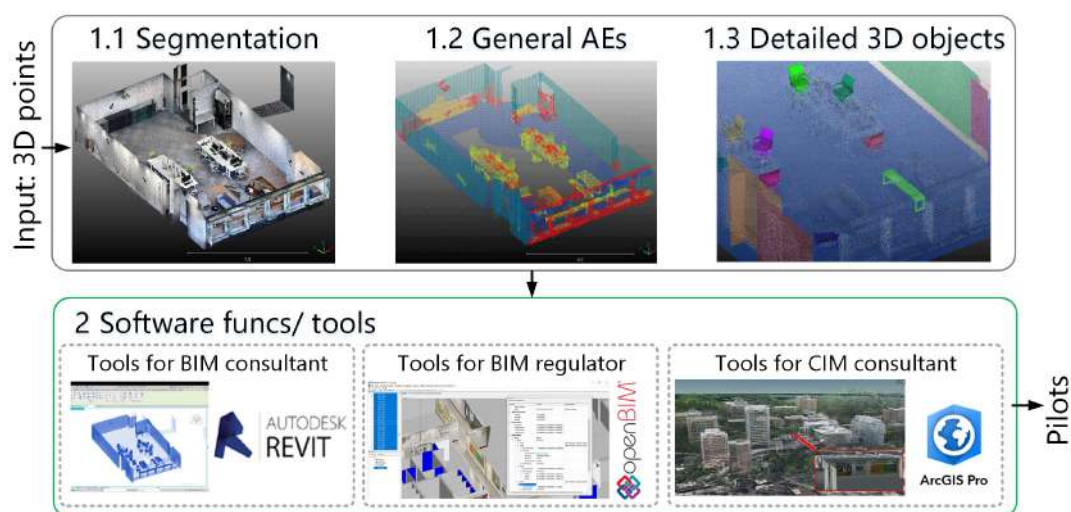 1.1 Segmentation
1.2 General AEs
1.3 Detailed 3D objects
Input: 3D points
2 Software funcs/ tools
Tools for BIM consultant
Tools for BIM regulator
Tools for CIM consultant
AUTODESK
REVIT
openBIM
ArcGIS Pro
Pilots